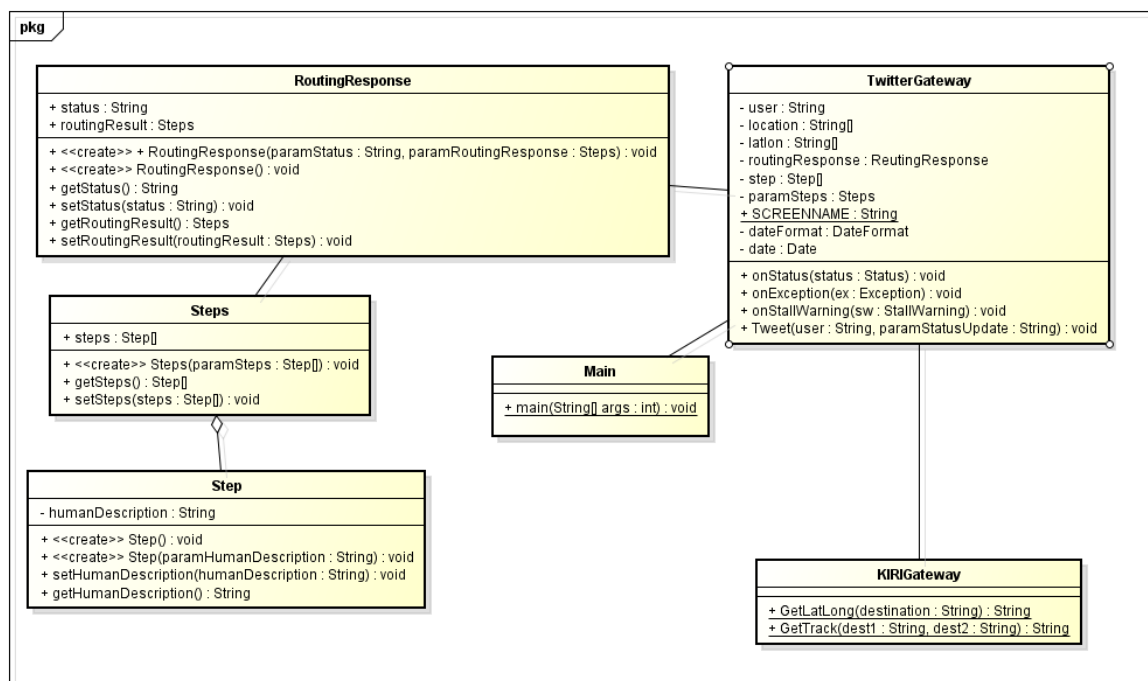 pkg
RoutingResponse
+ status : String
+ routingResult : Steps
+ <<create>> + RoutingResponse(paramStatus : String, paramRoutingResponse : Steps) : void
+ <<create>> RoutingResponse() : void
+ getStatus() : String
+ setStatus(status : String) : void
+ getRoutingResult() : Steps
+ setRoutingResult(routingResult : Steps) : void
TwitterGateway
- user : String
- location : String[]
- latlon : String[]
- routingResponse : ReutingResponse
- step : Step[]
- paramSteps : Steps
+ SCREENNAME : String
- dateFormat : DateFormat
- date : Date
+ onStatus(status : Status) : void
+ onException(ex : Exception) : void
+ onStallWarning(sw : StallWarning) : void
+ Tweet(user : String, paramStatusUpdate : String) : void
Steps
+ steps : Step[]
+ <<create>> Steps(paramSteps : Step[]) : void
+ getSteps() : Step[]
+ setSteps(steps : Step[]) : void
Main
+ main(String[] args : int) : void
Step
- humanDescription : String
+ <<create>> Step() : void
+ <<create>> Step(paramHumanDescription : String) : void
+ setHumanDescription(humanDescription : String) : void
+ getHumanDescription() : String
KIRIGateway
+ GetLatLong(destination : String) : String
+ GetTrack(dest1 : String, dest2 : String) : String